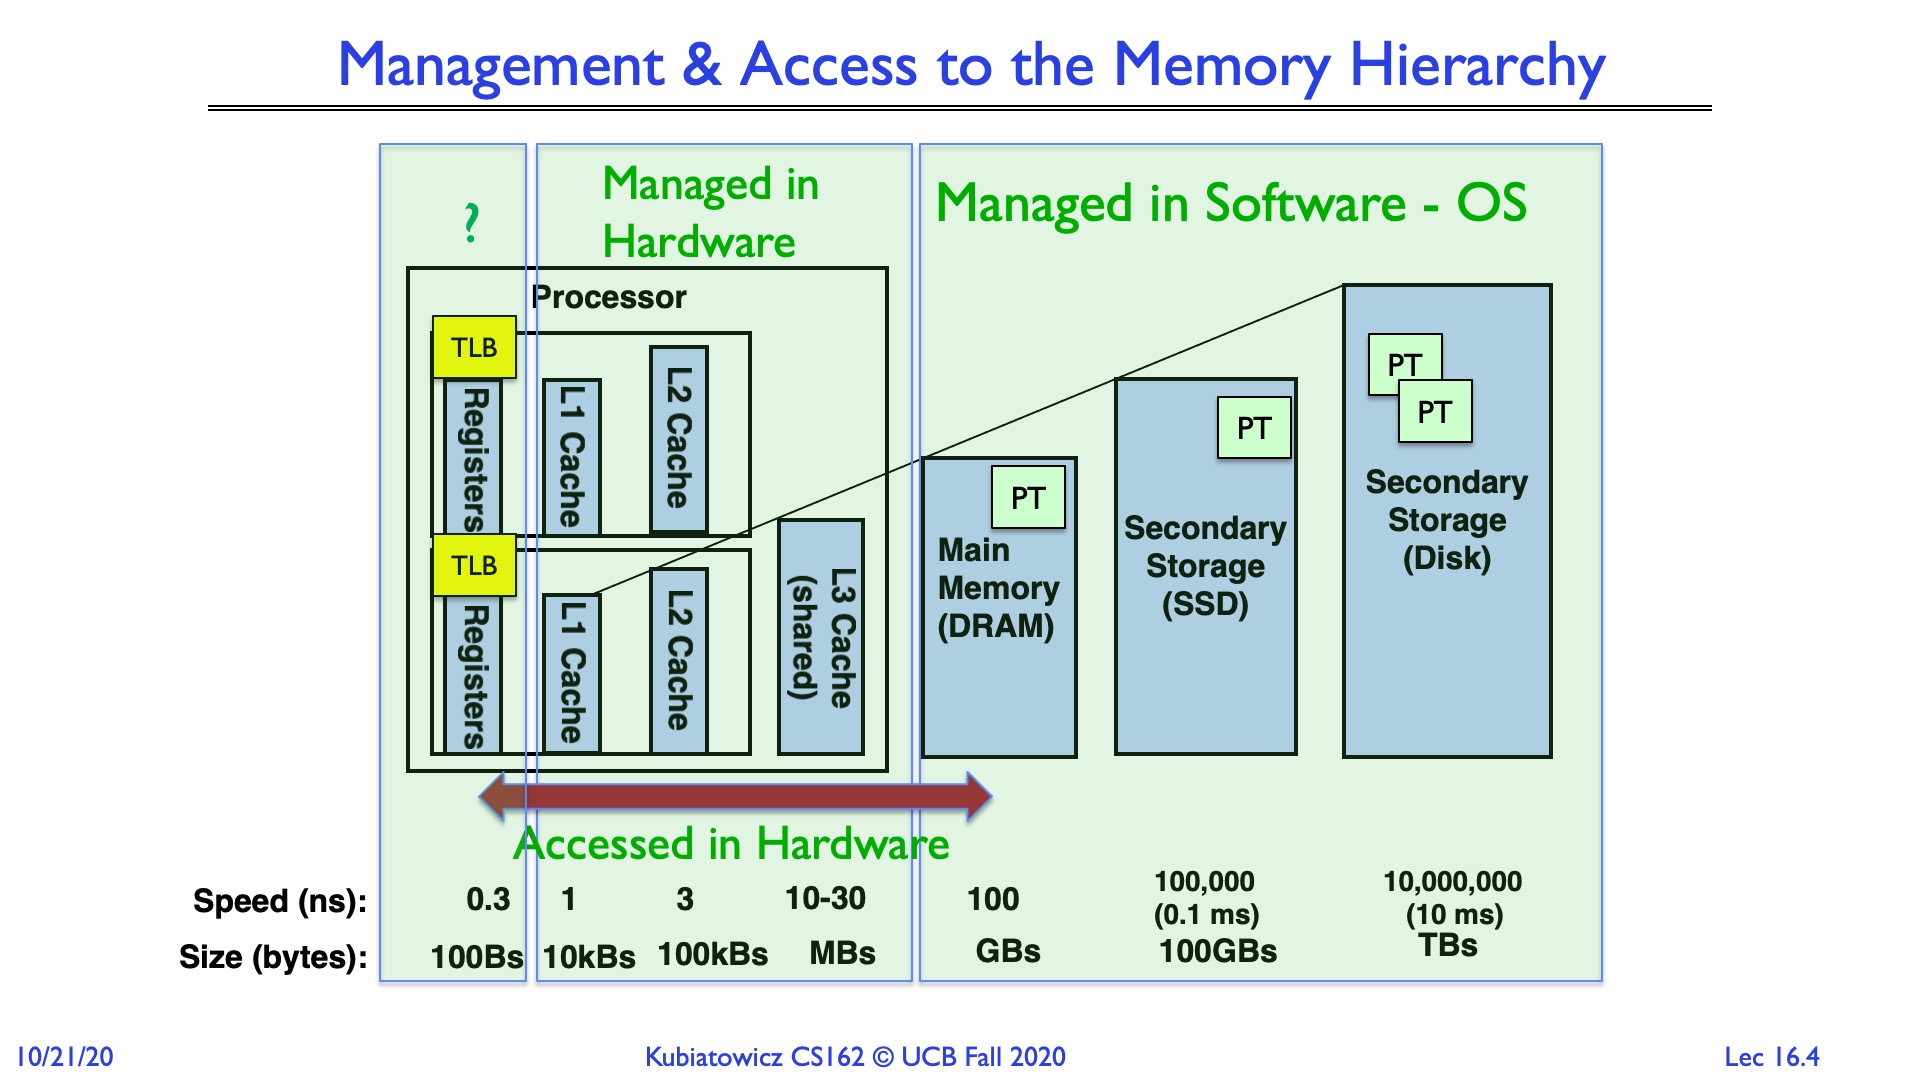 Management & Access to the Memory Hierarchy
?
Managed in
Hardware
Managed in Software - OS
Processor
TLB
Registers
L1 Cache
L2 Cache
TLB
Registers
L1 Cache
L2 Cache
L3 Cache
(shared)
PT
Main
Memory
(DRAM)
PT
Secondary
Storage
(SSD)
PT
PT
Secondary
Storage
(Disk)
Accessed in Hardware
Speed (ns): 0.3 1 3 10-30 100 100,000 10,000,000
(0.1 ms) (10 ms)
Size (bytes): 100Bs 10kBs 100kBs MBs GBs 100GBs TBs
10/21/20 Kubiatowicz CS162 © UCB Fall 2020 Lec 16.4